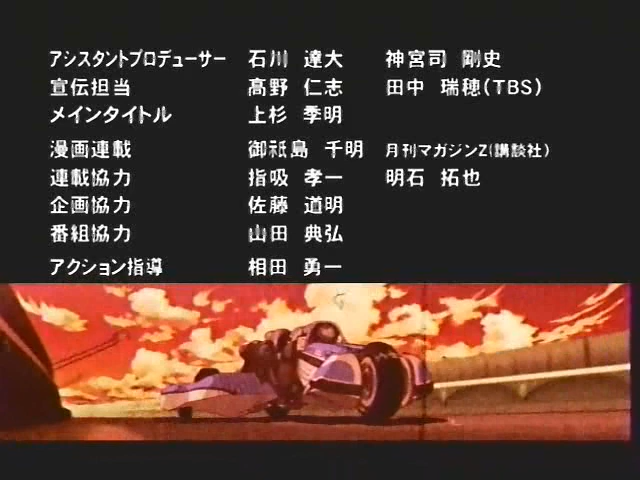 アシスタントプロデューサー 石川 達大 神宮司 剛史
宣伝担当 髙野 仁志 田中 瑞穂(TBS)
メインタイトル 上杉 季明
漫画連載 御祗島 千明 月刊マガジンZ(講談社)
連載協力 指吸 孝一 明石 拓也
企画協力 佐藤 道明
番組協力 山田 典弘
アクション指導 相田 勇一